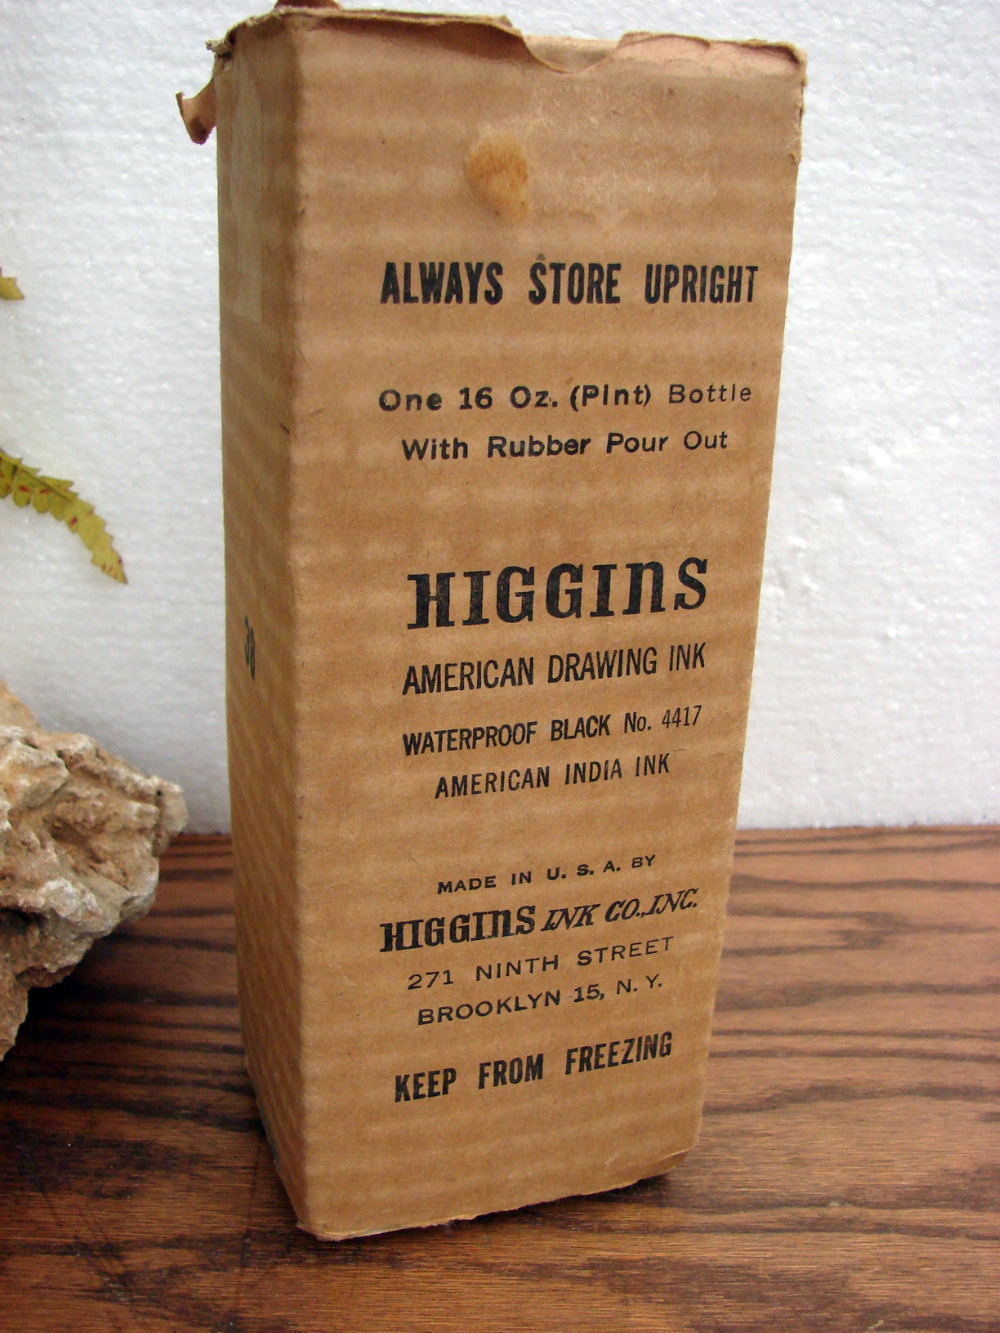 ALWAYS STORE UPRIGHT
One 16 Oz. (Pint) Bottle
With Rubber Pour Out
HIGGINS
AMERICAN DRAWING INK
WATERPROOF BLACK No. 4417
AMERICAN INDIA INK
MADE IN U. S. A. BY
HIGGINS INK CO., INC.
271 NINTH STREET
BROOKLYN 15, N. Y.
KEEP FROM FREEZING